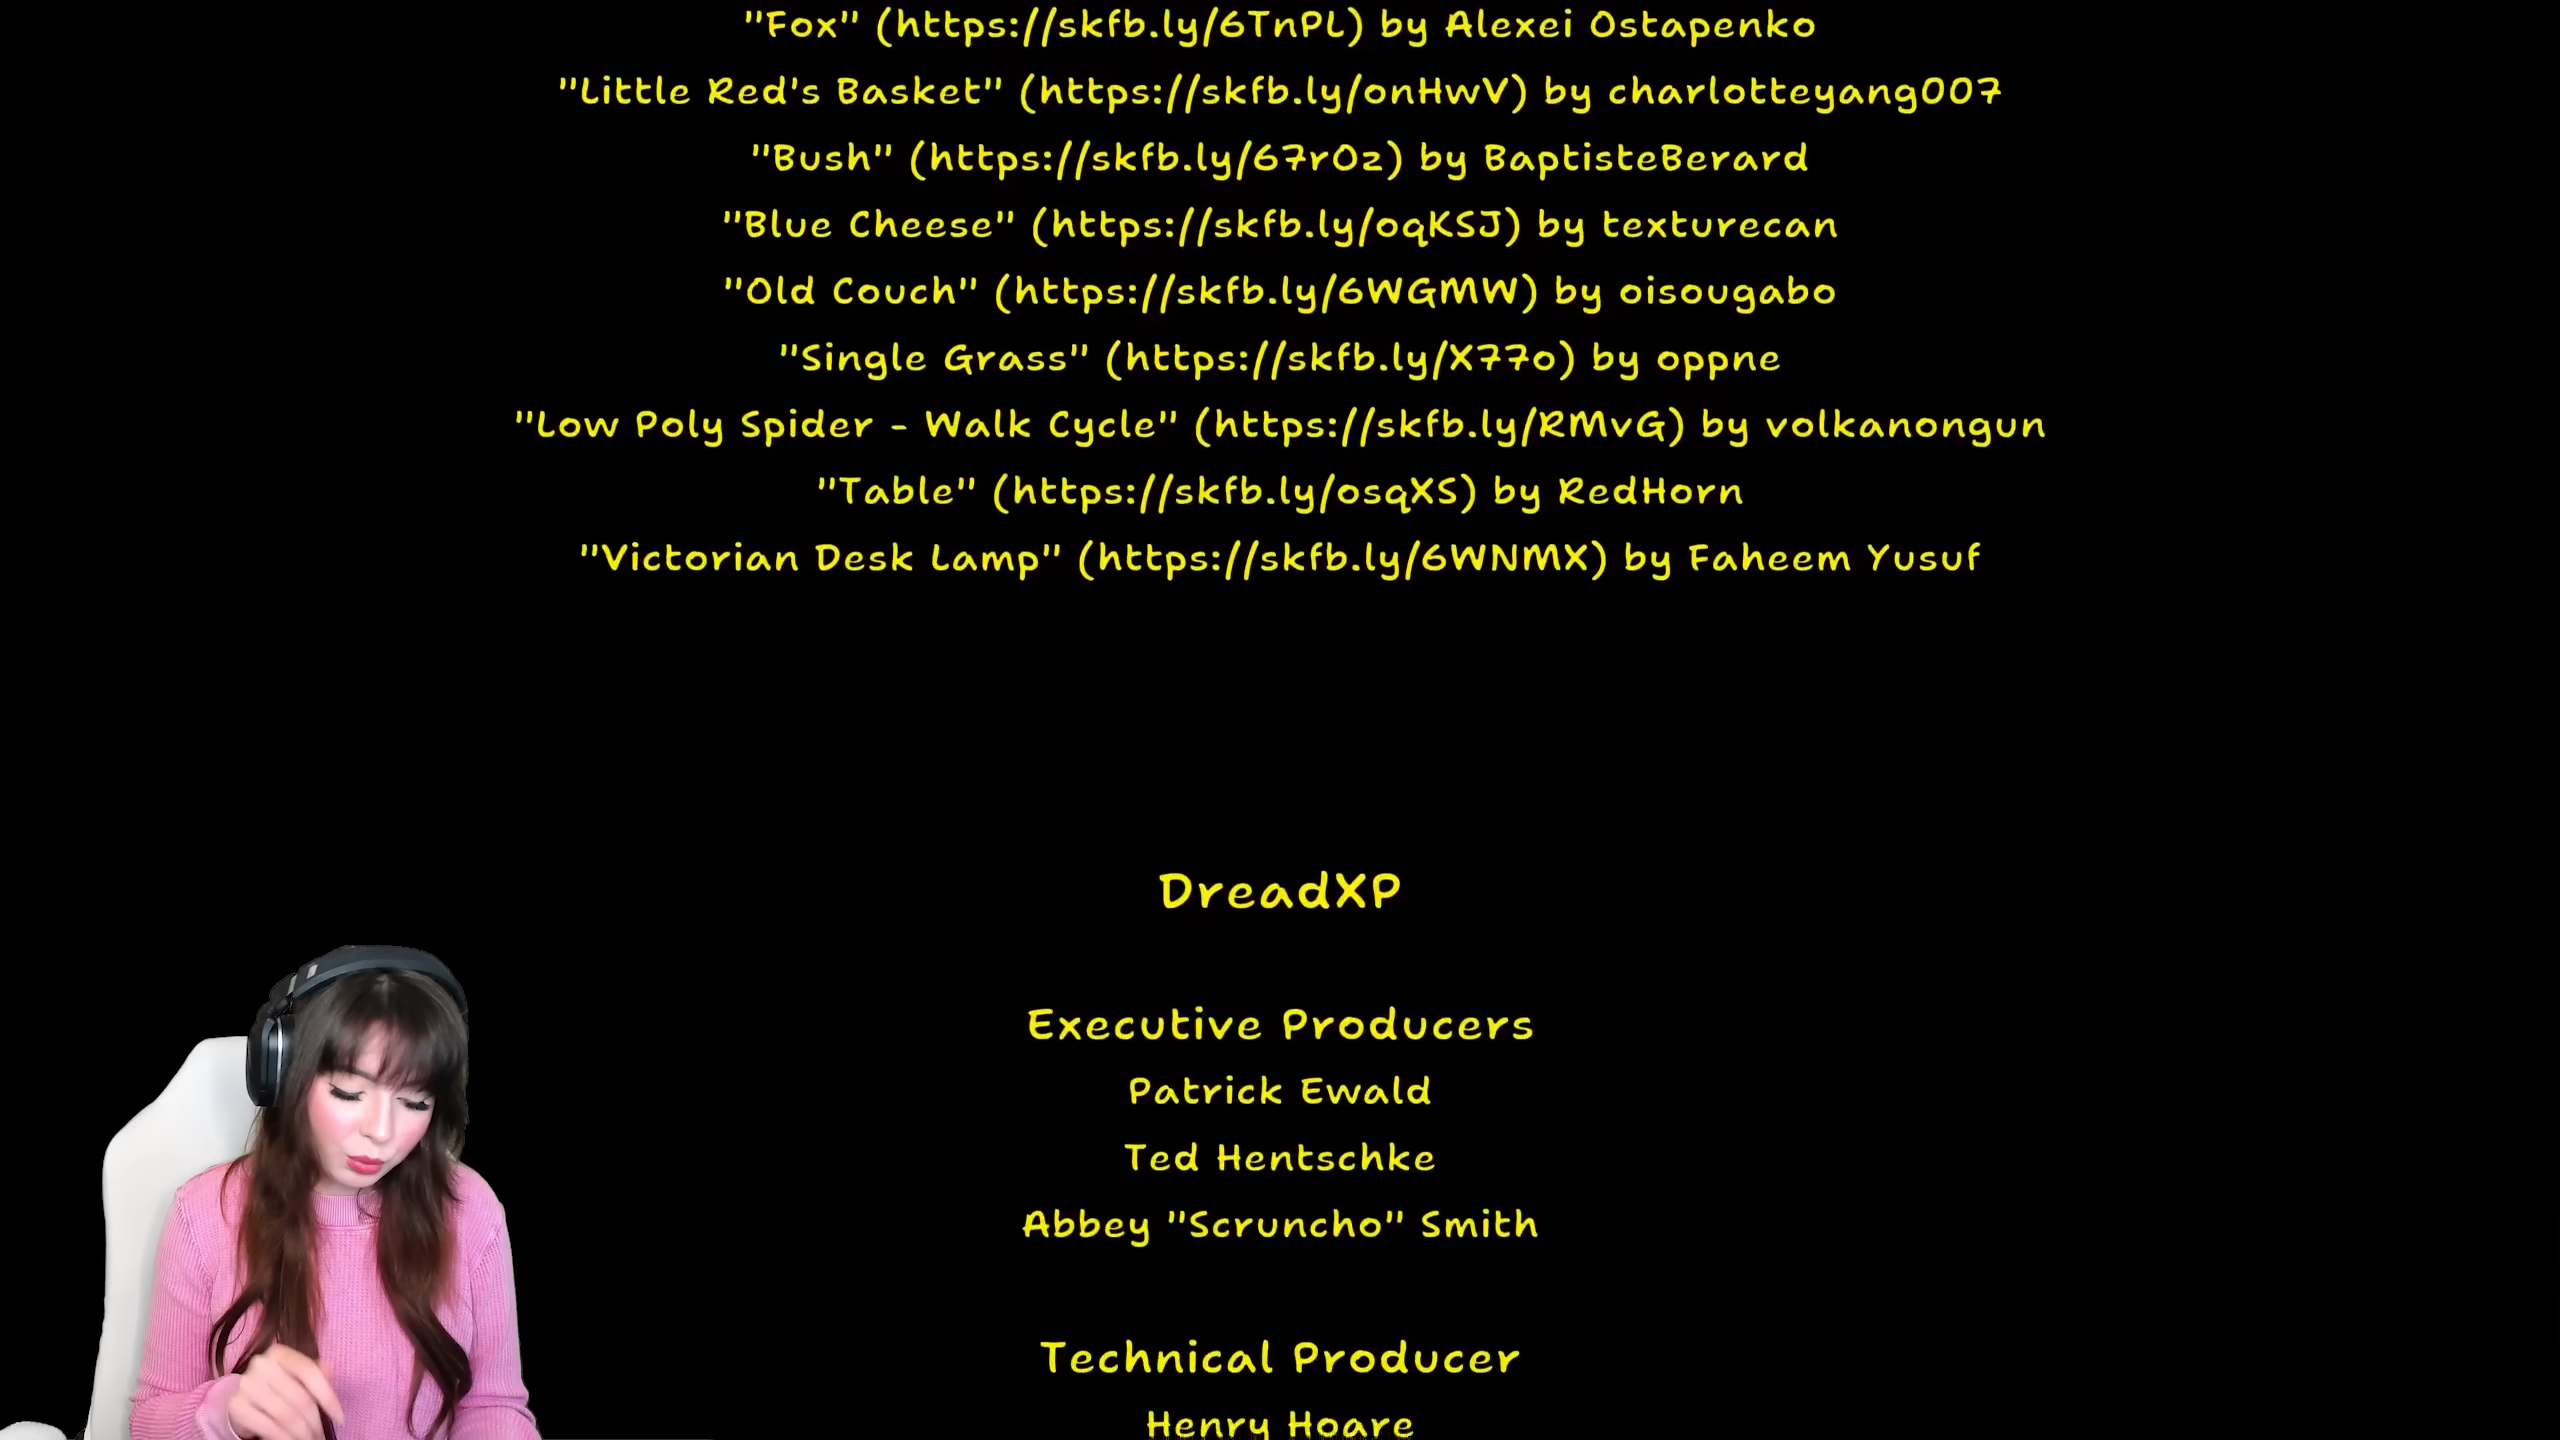 "Fox" (https://skfb.ly/6TnPL) by Alexei Ostapenko
"Little Red's Basket" (https://skfb.ly/onHwV) by charlotteyang007
"Bush" (https://skfb.ly/67rOz) by BaptisteBerard
"Blue Cheese" (https://skfb.ly/oqKSJ) by texturecan
"Old Couch" (https://skfb.ly/6WGMW) by oisougabo
"Single Grass" (https://skfb.ly/X77o) by oppne
"Low Poly Spider - Walk Cycle" (https://skfb.ly/RMvG) by volkanongun
"Table" (https://skfb.ly/osqXS) by RedHorn
"Victorian Desk Lamp" (https://skfb.ly/6WNMX) by Faheem Yusuf
DreadXP
Executive Producers
Patrick Ewald
Ted Hentschke
Abbey "Scruncho" Smith
Technical Producer
Henry Hoare